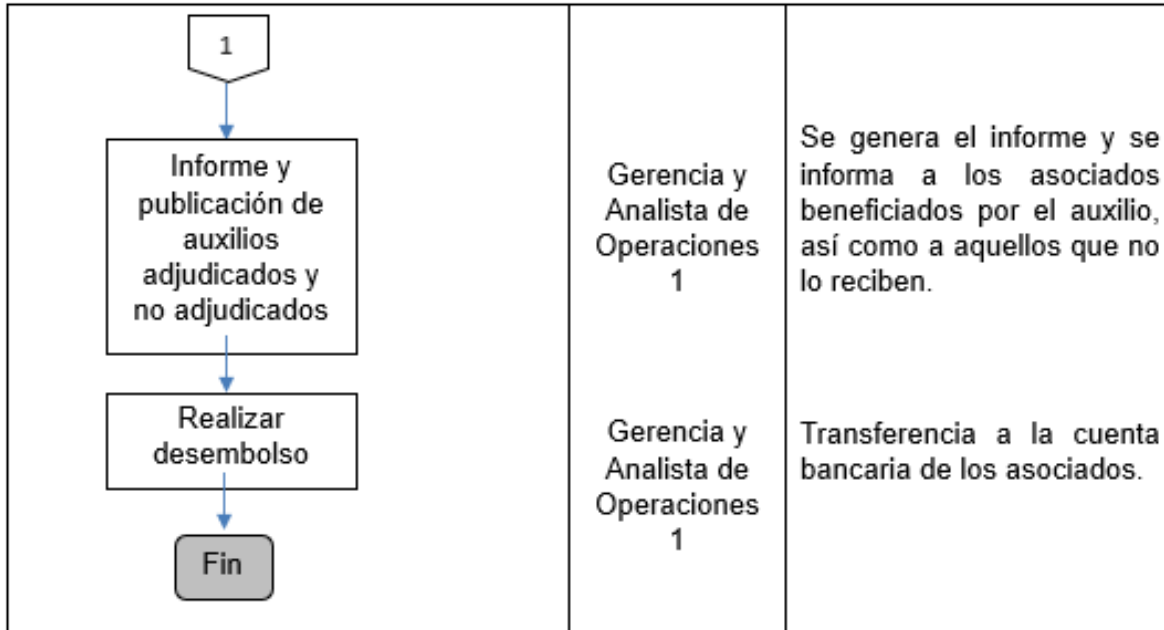 1
Informe y
publicación de
auxilios
adjudicados y
no adjudicados
Gerencia y
Analista de
Operaciones
1
Se genera el informe y se
informa a los asociados
beneficiados por el auxilio,
así como a aquellos que no
lo reciben.
Realizar
desembolso
Gerencia y
Analista de
Operaciones
1
Transferencia a la cuenta
bancaria de los asociados.
Fin